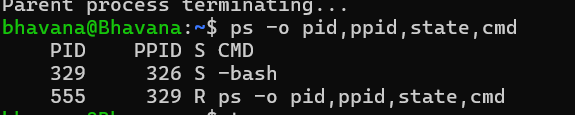 Parent process terminating...
bhavana@Bhavana:~$ ps -o pid,ppid,state,cmd
    PID    PPID S CMD
    329     326 S -bash
    555     329 R ps -o pid,ppid,state,cmd